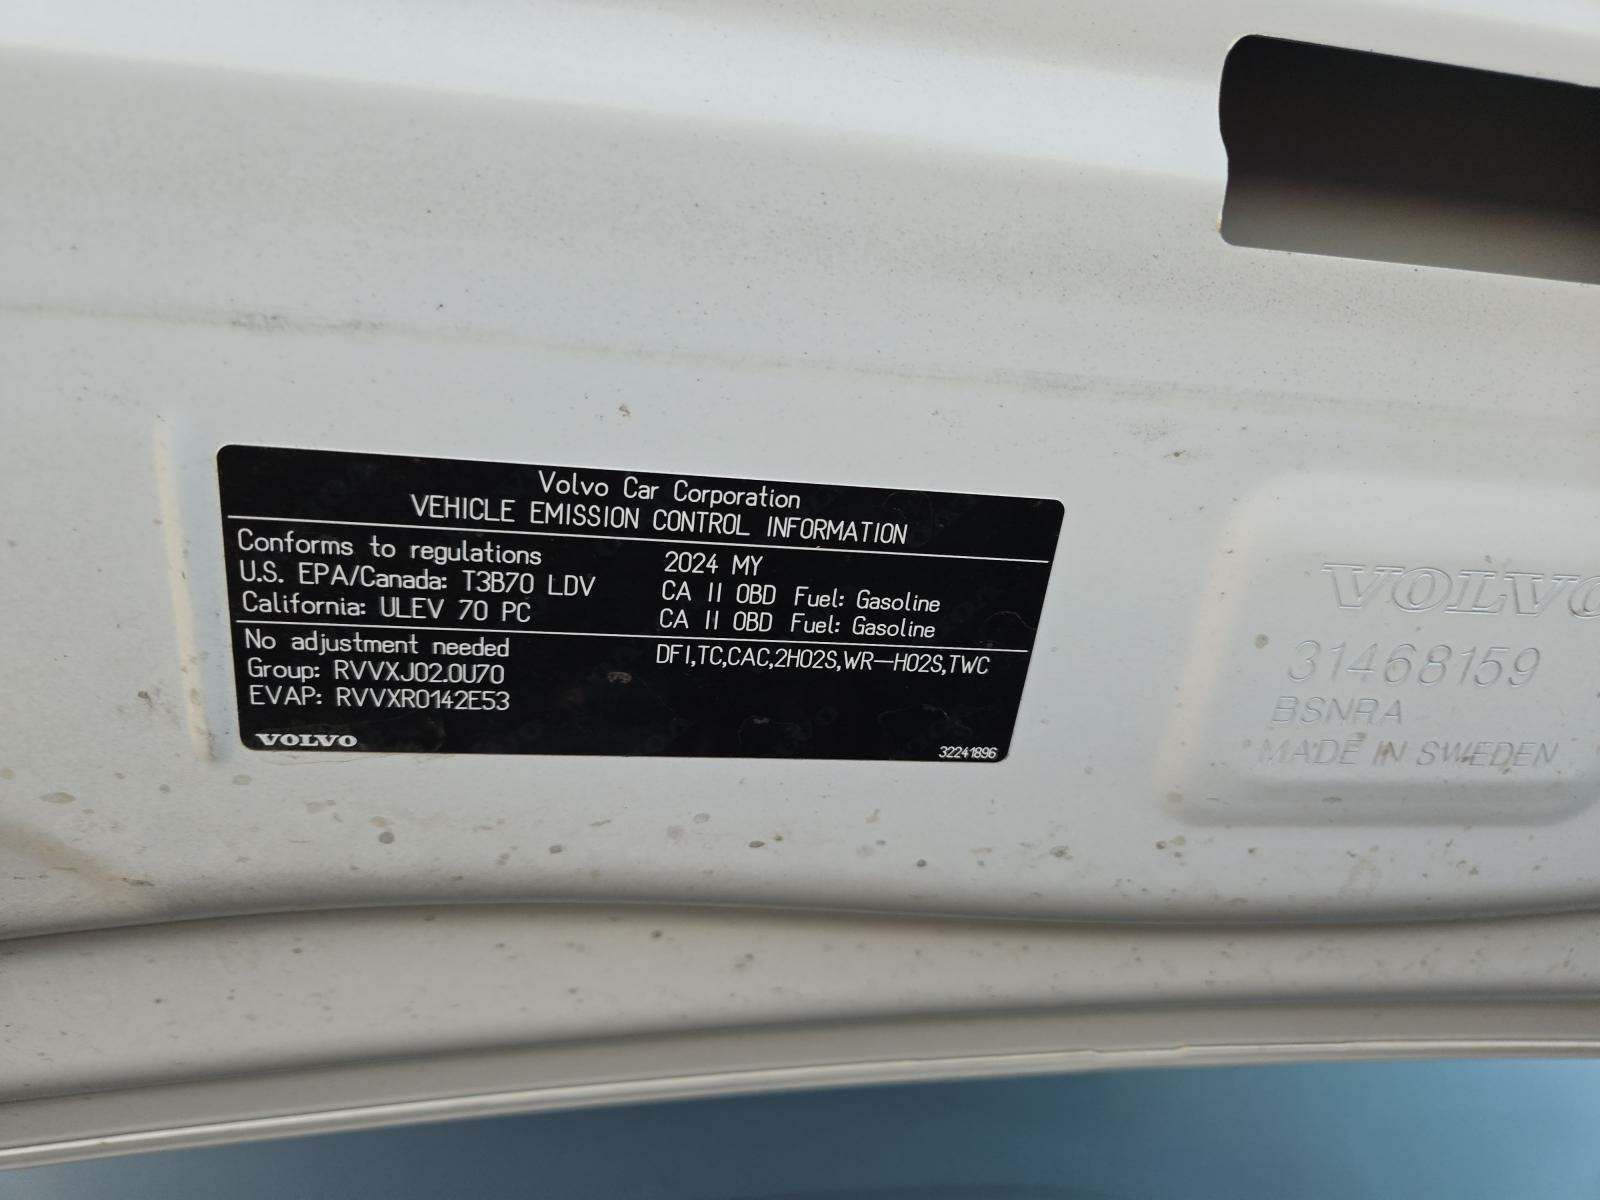 Volvo Car Corporation
VEHICLE EMISSION CONTROL INFORMATION
Conforms to regulations
2024 MY
U.S. EPA/Canada: T3B70 LDV
CA II OBD Fuel: Gasoline
California: ULEV 70 PC
CA II OBD Fuel: Gasoline
No adjustment needed
DFI,TC,CAC,2HO2S,WR-HO2S,TWC
Group: RVVXJ02.0U70
EVAP: RVVXR0142E53
VOLVO
32241896
VOLVO
31468159
BSNRA
MADE IN SWEDEN